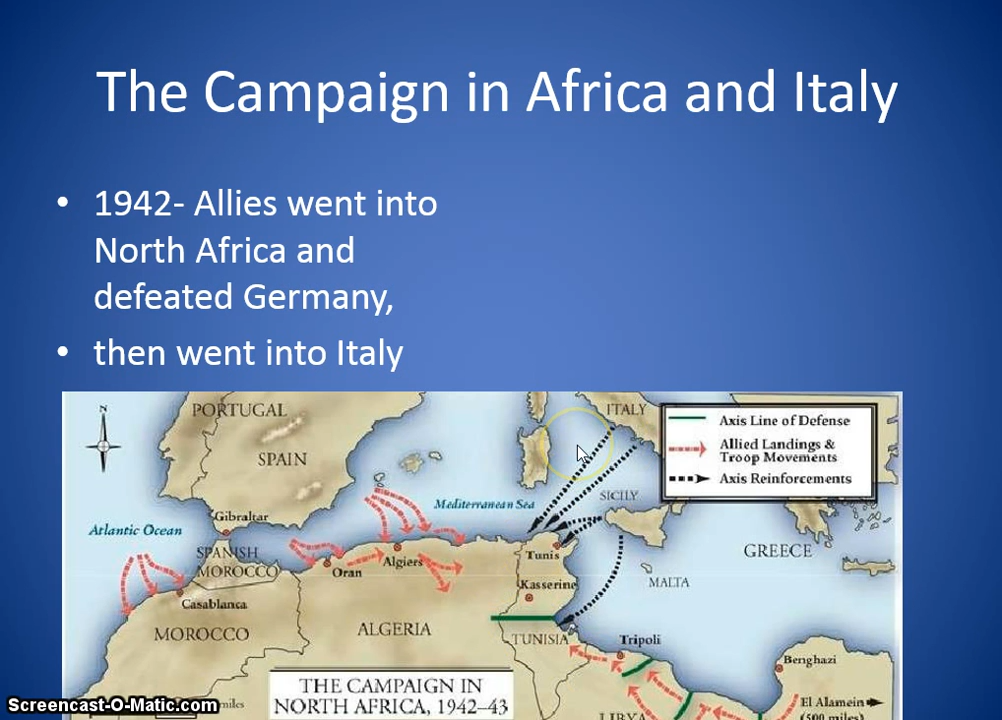 The Campaign in Africa and Italy
• 1942- Allies went into
North Africa and
defeated Germany,
• then went into Italy
N
PORTUGAL
SPAIN
ITALY
Axis Line of Defense
Allied Landings &
Troop Movements
Axis Reinforcements
Mediterranean Sea
SICILY
Atlantic Ocean
Gibraltar
GREECE
SPANISH
MOROCCO
Oran
Algiers
Tunis
Kasserine
MALTA
Casablanca
MOROCCO
ALGERIA
TUNISIA
Tripoli
Benghazi
THE CAMPAIGN IN
NORTH AFRICA, 1942–43
miles
El Alamein
(500 miles)
LIBYA
Screencast-O-Matic.com